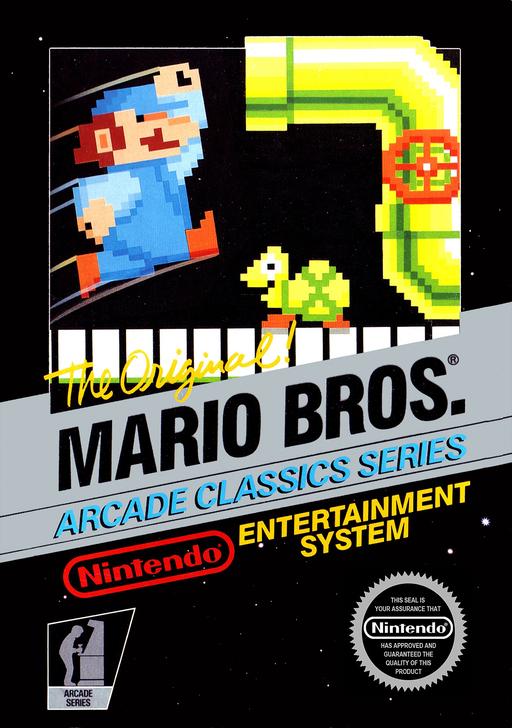 The Original!
MARIO BROS.®
ARCADE CLASSICS SERIES
Nintendo®
ENTERTAINMENT
SYSTEM
ARCADE
SERIES
THIS SEAL IS
YOUR ASSURANCE THAT
Nintendo®
HAS APPROVED AND
GUARANTEED THE
QUALITY OF THIS
PRODUCT